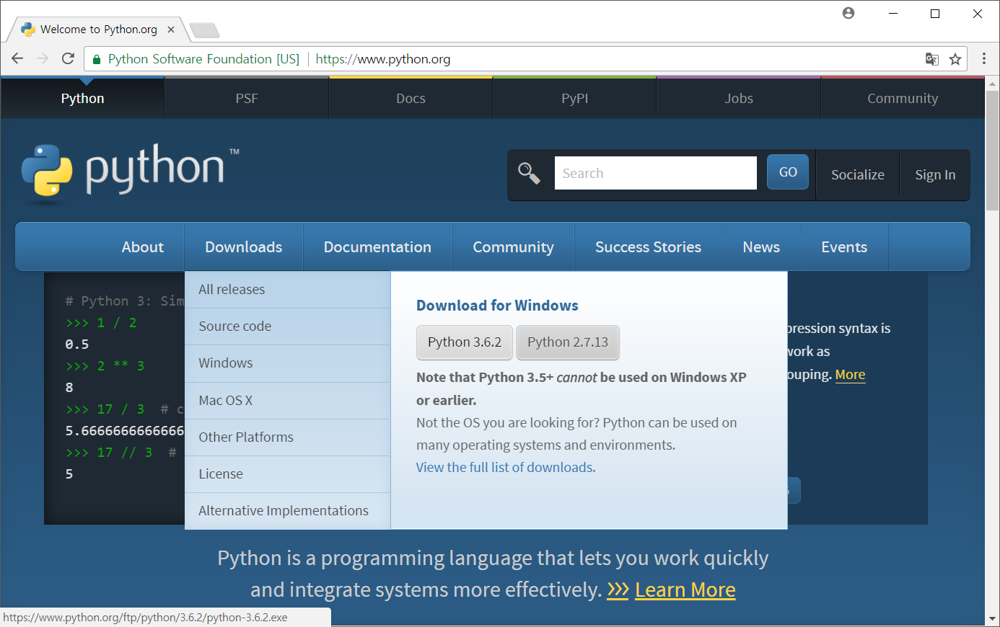 Welcome to Python.org
Python Software Foundation [US] https://www.python.org
Python PSF Docs PyPI Jobs Community
python™
Search GO Socialize Sign In
About Downloads Documentation Community Success Stories News Events
All releases
Source code
Windows
Mac OS X
Other Platforms
License
Alternative Implementations
Download for Windows
Python 3.6.2 Python 2.7.13
Note that Python 3.5+ cannot be used on Windows XP
or earlier.
Not the OS you are looking for? Python can be used on
many operating systems and environments.
View the full list of downloads.
# Python 3: Sim
>>> 1 / 2
0.5
>>> 2 ** 3
8
>>> 17 / 3 # c
5.6666666666666
>>> 17 // 3 #
5
pression syntax is
work as
ouping. More
Python is a programming language that lets you work quickly
and integrate systems more effectively. >>> Learn More
https://www.python.org/ftp/python/3.6.2/python-3.6.2.exe